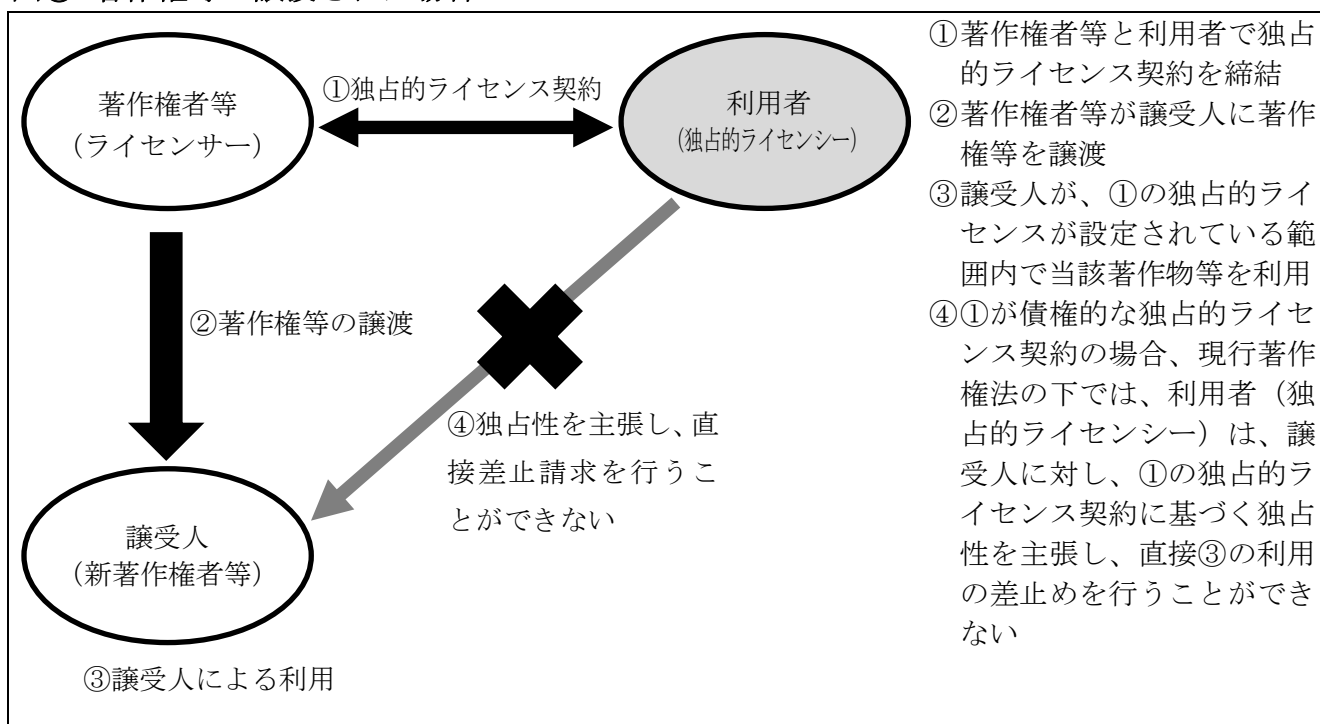 著作権者等
(ライセンサー)
①独占的ライセンス契約
利用者
(独占的ライセンシー)
②著作権等の譲渡
④独占性を主張し、直
接差止請求を行うこ
とができない
譲受人
(新著作権者等)
③譲受人による利用
①著作権者等と利用者で独占
的ライセンス契約を締結
②著作権者等が譲受人に著作
権等を譲渡
③譲受人が、①の独占的ライ
センスが設定されている範
囲内で当該著作物等を利用
④①が債権的な独占的ライセ
ンス契約の場合、現行著作
権法の下では、利用者（独
占的ライセンシー）は、譲
受人に対し、①の独占的ラ
イセンス契約に基づく独占
性を主張し、直接③の利用
の差止めを行うことができ
ない